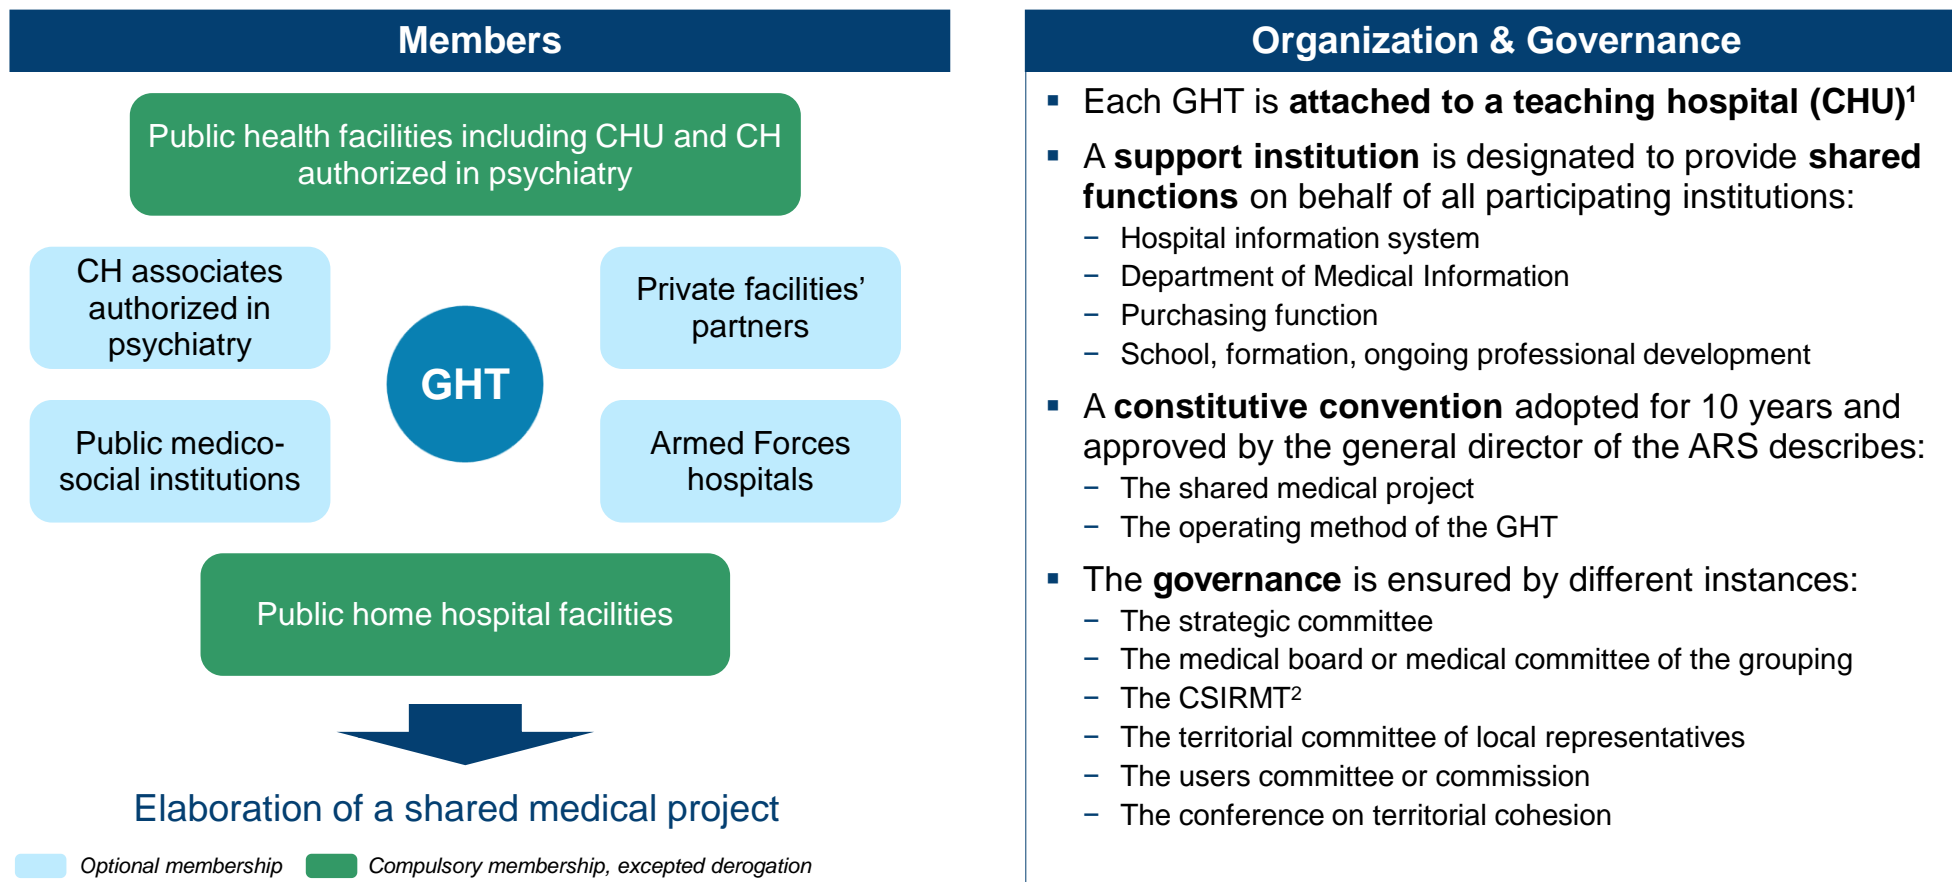 Members
Public health facilities including CHU and CH
authorized in psychiatry
CH associates
authorized in
psychiatry
Private facilities’
partners
GHT
Public medico-
social institutions
Armed Forces
hospitals
Public home hospital facilities
Elaboration of a shared medical project
Optional membership
Compulsory membership, excepted derogation
Organization & Governance
▪ Each GHT is attached to a teaching hospital (CHU)¹
▪ A support institution is designated to provide shared
functions on behalf of all participating institutions:
− Hospital information system
− Department of Medical Information
− Purchasing function
− School, formation, ongoing professional development
▪ A constitutive convention adopted for 10 years and
approved by the general director of the ARS describes:
− The shared medical project
− The operating method of the GHT
▪ The governance is ensured by different instances:
− The strategic committee
− The medical board or medical committee of the grouping
− The CSIRMT²
− The territorial committee of local representatives
− The users committee or commission
− The conference on territorial cohesion